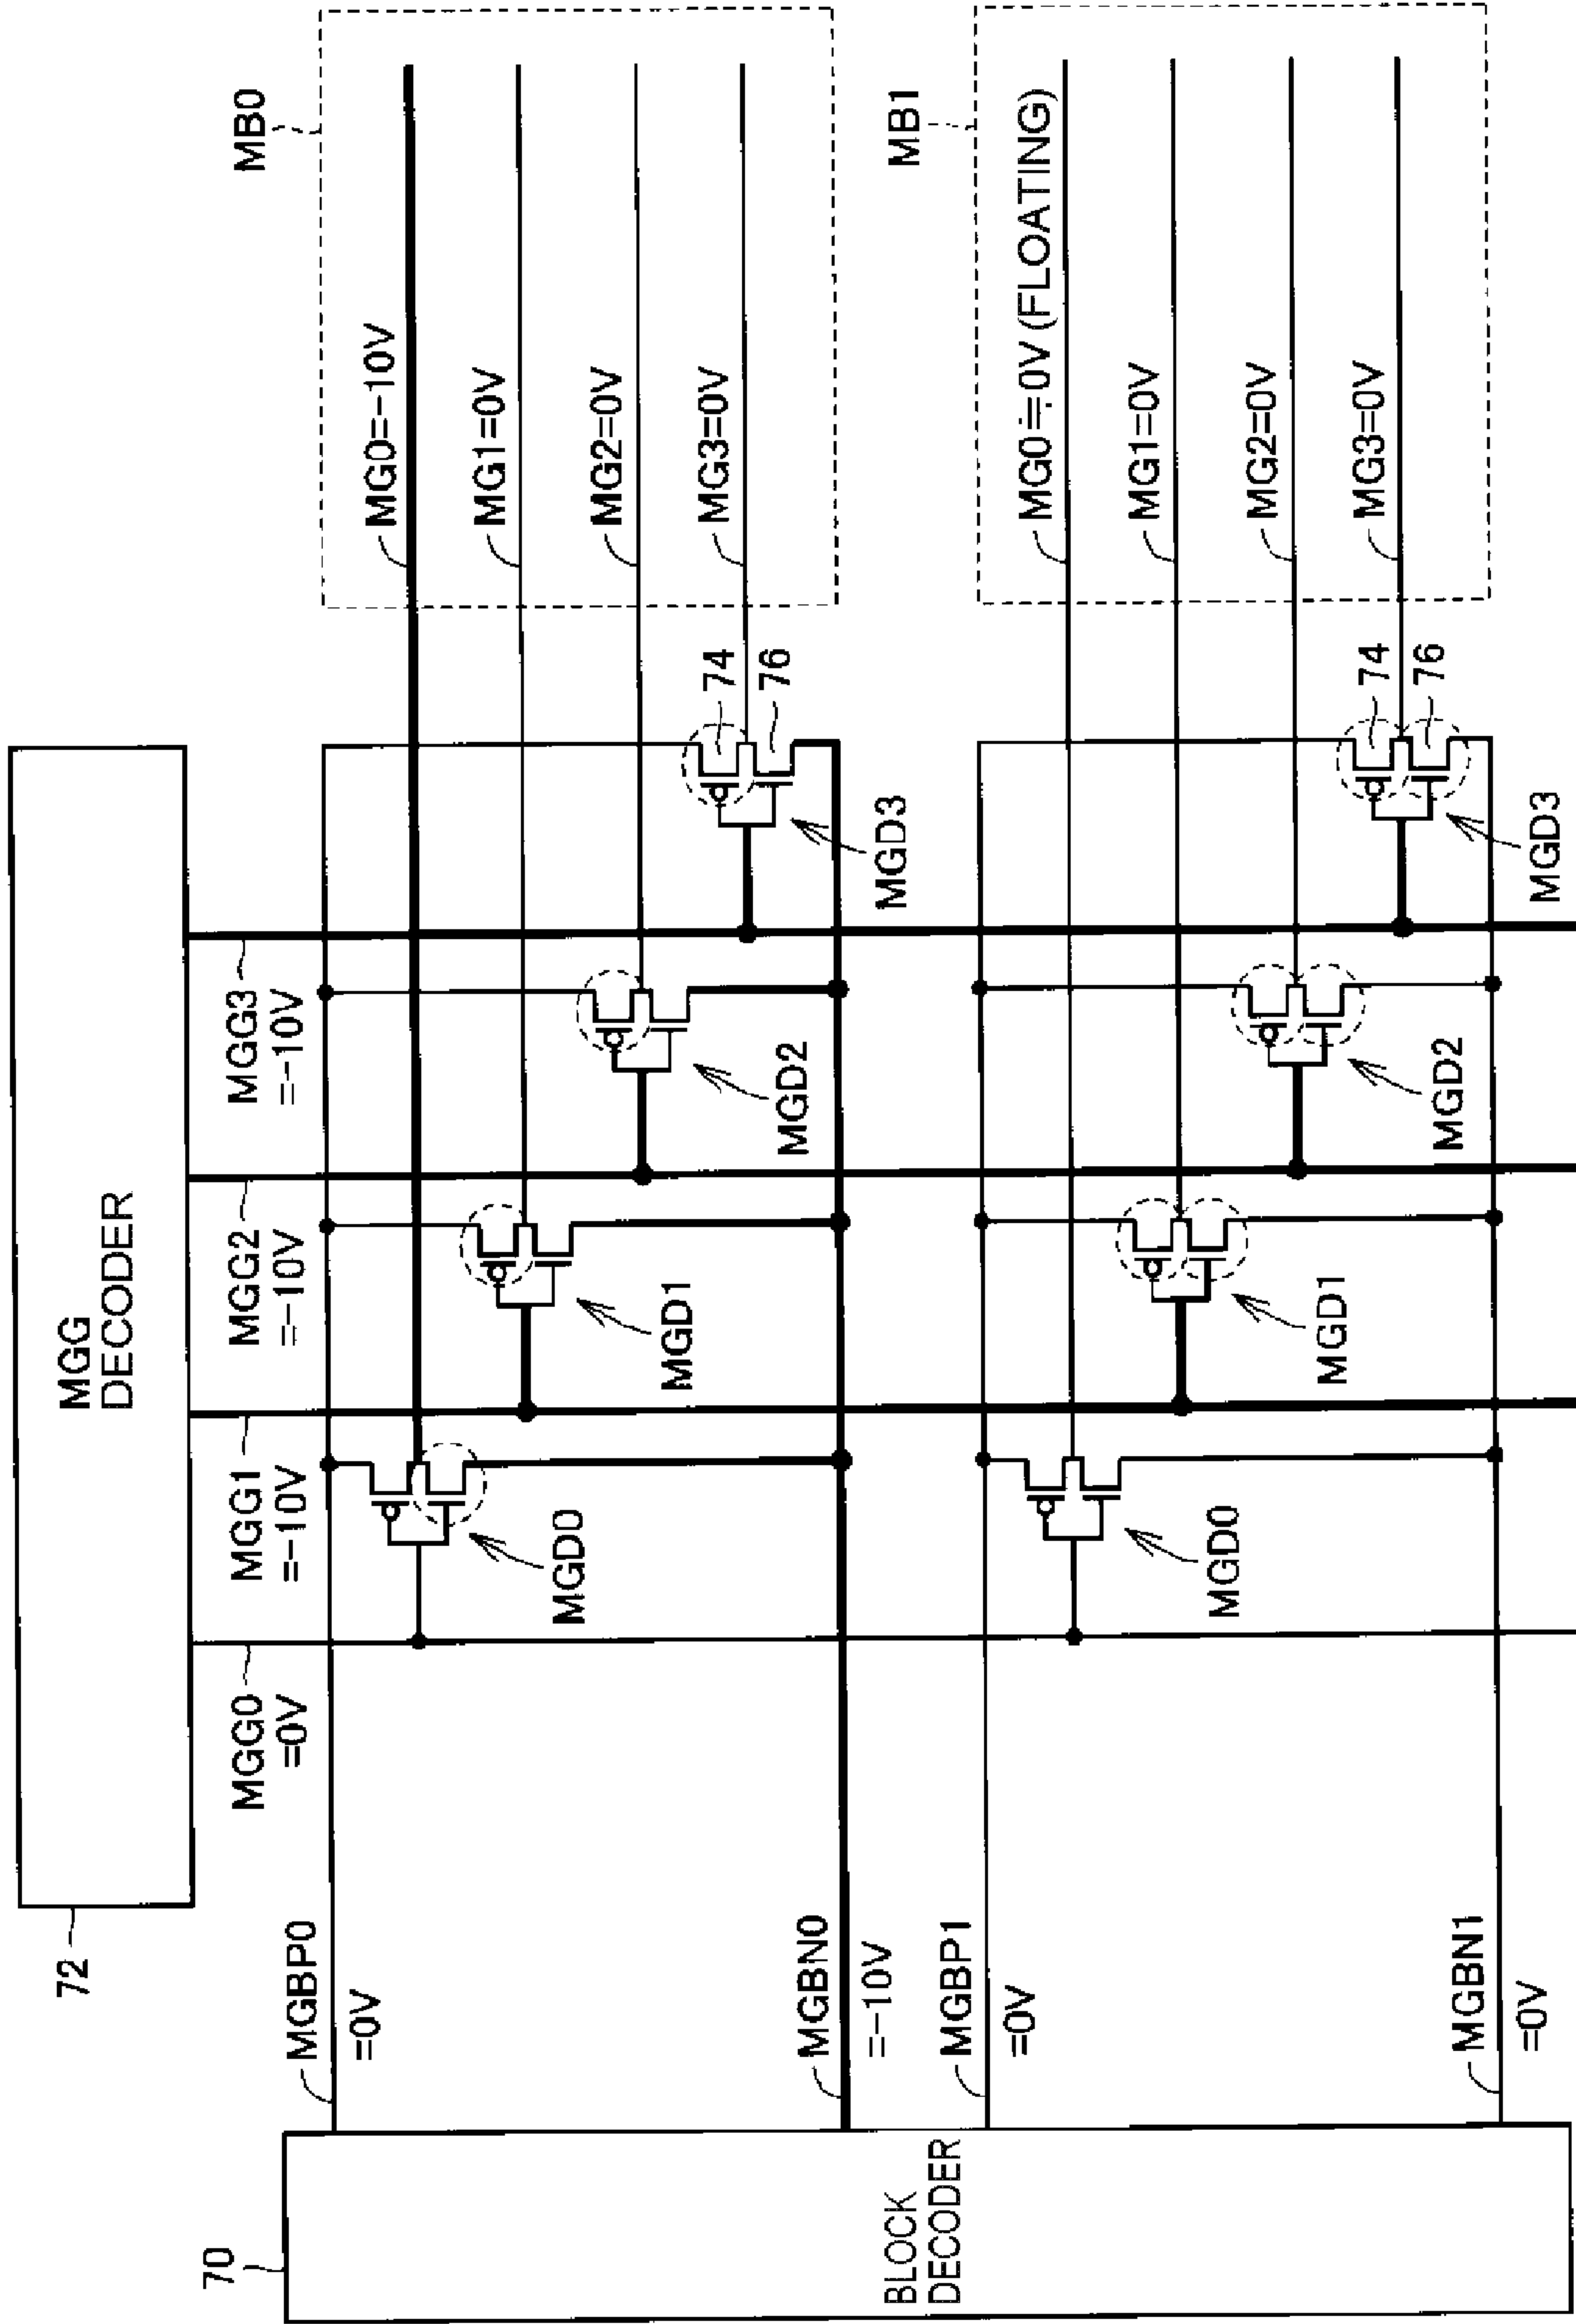 72
MGG
DECODER
MGG0
=0V
MGG1
=-10V
MGG2
=-10V
MGG3
=-10V
MB0
MGBP0
=0V
MG0=-10V
MG1=0V
MG2=0V
MG3=0V
MGD0
MGD1
MGD2
MGD3
74
76
MGBN0
=-10V
70
BLOCK
DECODER
MB1
MGBP1
=0V
MG0≒0V (FLOATING)
MG1=0V
MG2=0V
MG3=0V
MGD0
MGD1
MGD2
MGD3
74
76
MGBN1
=0V